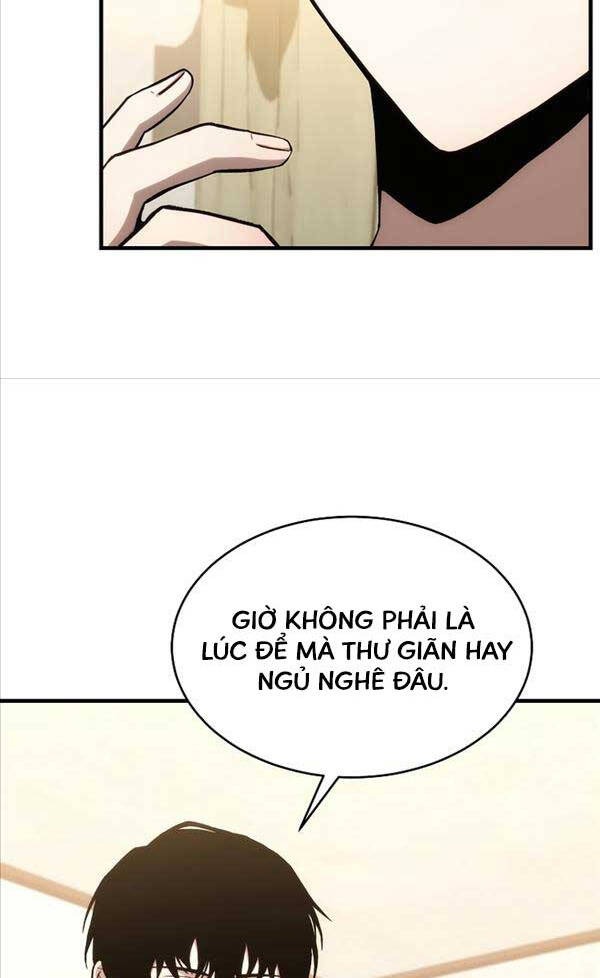 GIỜ KHÔNG PHẢI LÀ
LÚC ĐỂ MÀ THƯ GIÃN HAY
NGỦ NGHÊ ĐÂU.